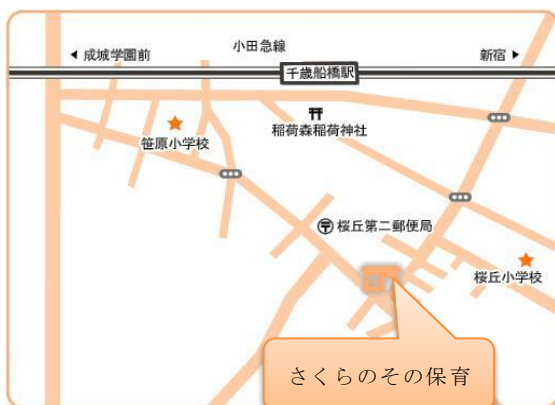 小田急線
成城学園前
新宿
千歳船橋駅
稲荷森稲荷神社
笹原小学校
桜丘第二郵便局
桜丘小学校
さくらのその保育